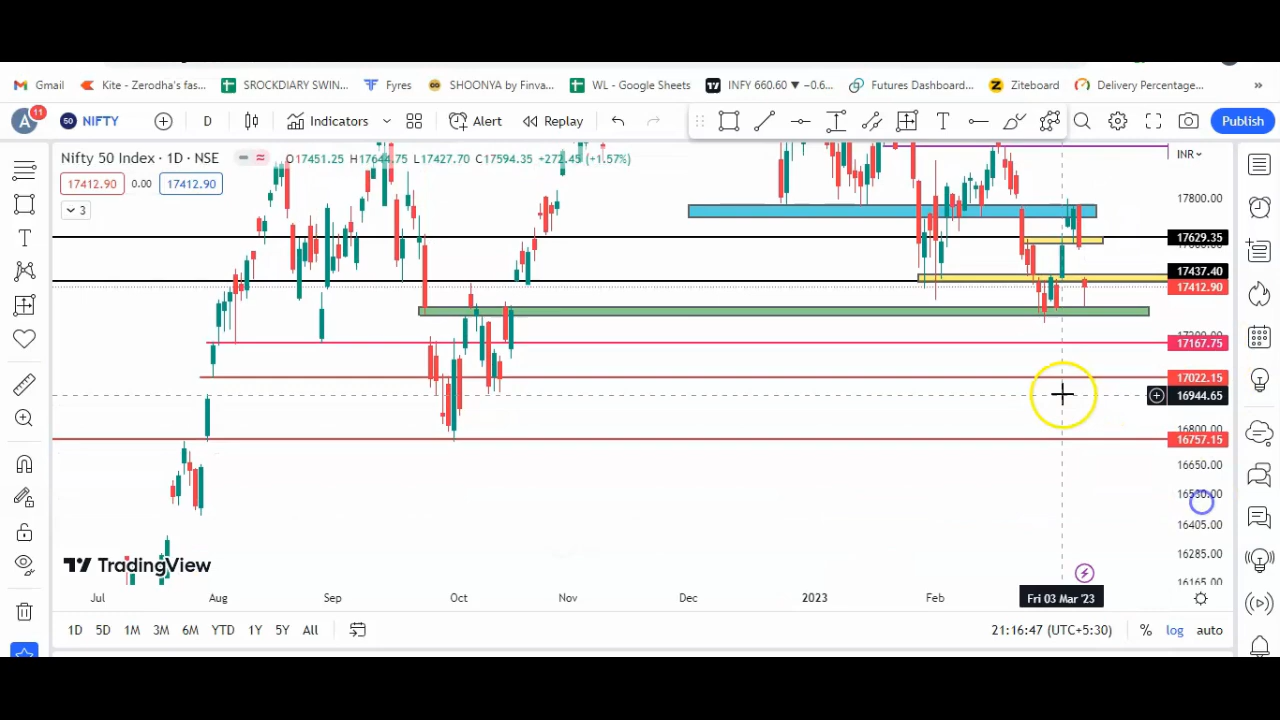 Gmail Kite - Zerodha's fas... SROCKDIARY SWIN... Fyres SHOONYA by Finva... WL - Google Sheets INFY 660.60 ▼ −0.6... Futures Dashboard... Ziteboard Delivery Percentage... »
A 11 50 NIFTY D Indicators Alert Replay Publish
Nifty 50 Index · 1D · NSE O17451.25 H17644.75 L17427.70 C17594.35 +272.45 (+1.57%) INR
17412.90 0.00 17412.90
3
17800.00
17629.35
17437.40
17412.90
17200.00
17167.75
17022.15
16944.65
16800.00
16757.15
16650.00
16530.00
16405.00
16285.00
16165.00
TradingView
Jul Aug Sep Oct Nov Dec 2023 Feb Fri 03 Mar '23
1D 5D 1M 3M 6M YTD 1Y 5Y All 21:16:47 (UTC+5:30) % log auto